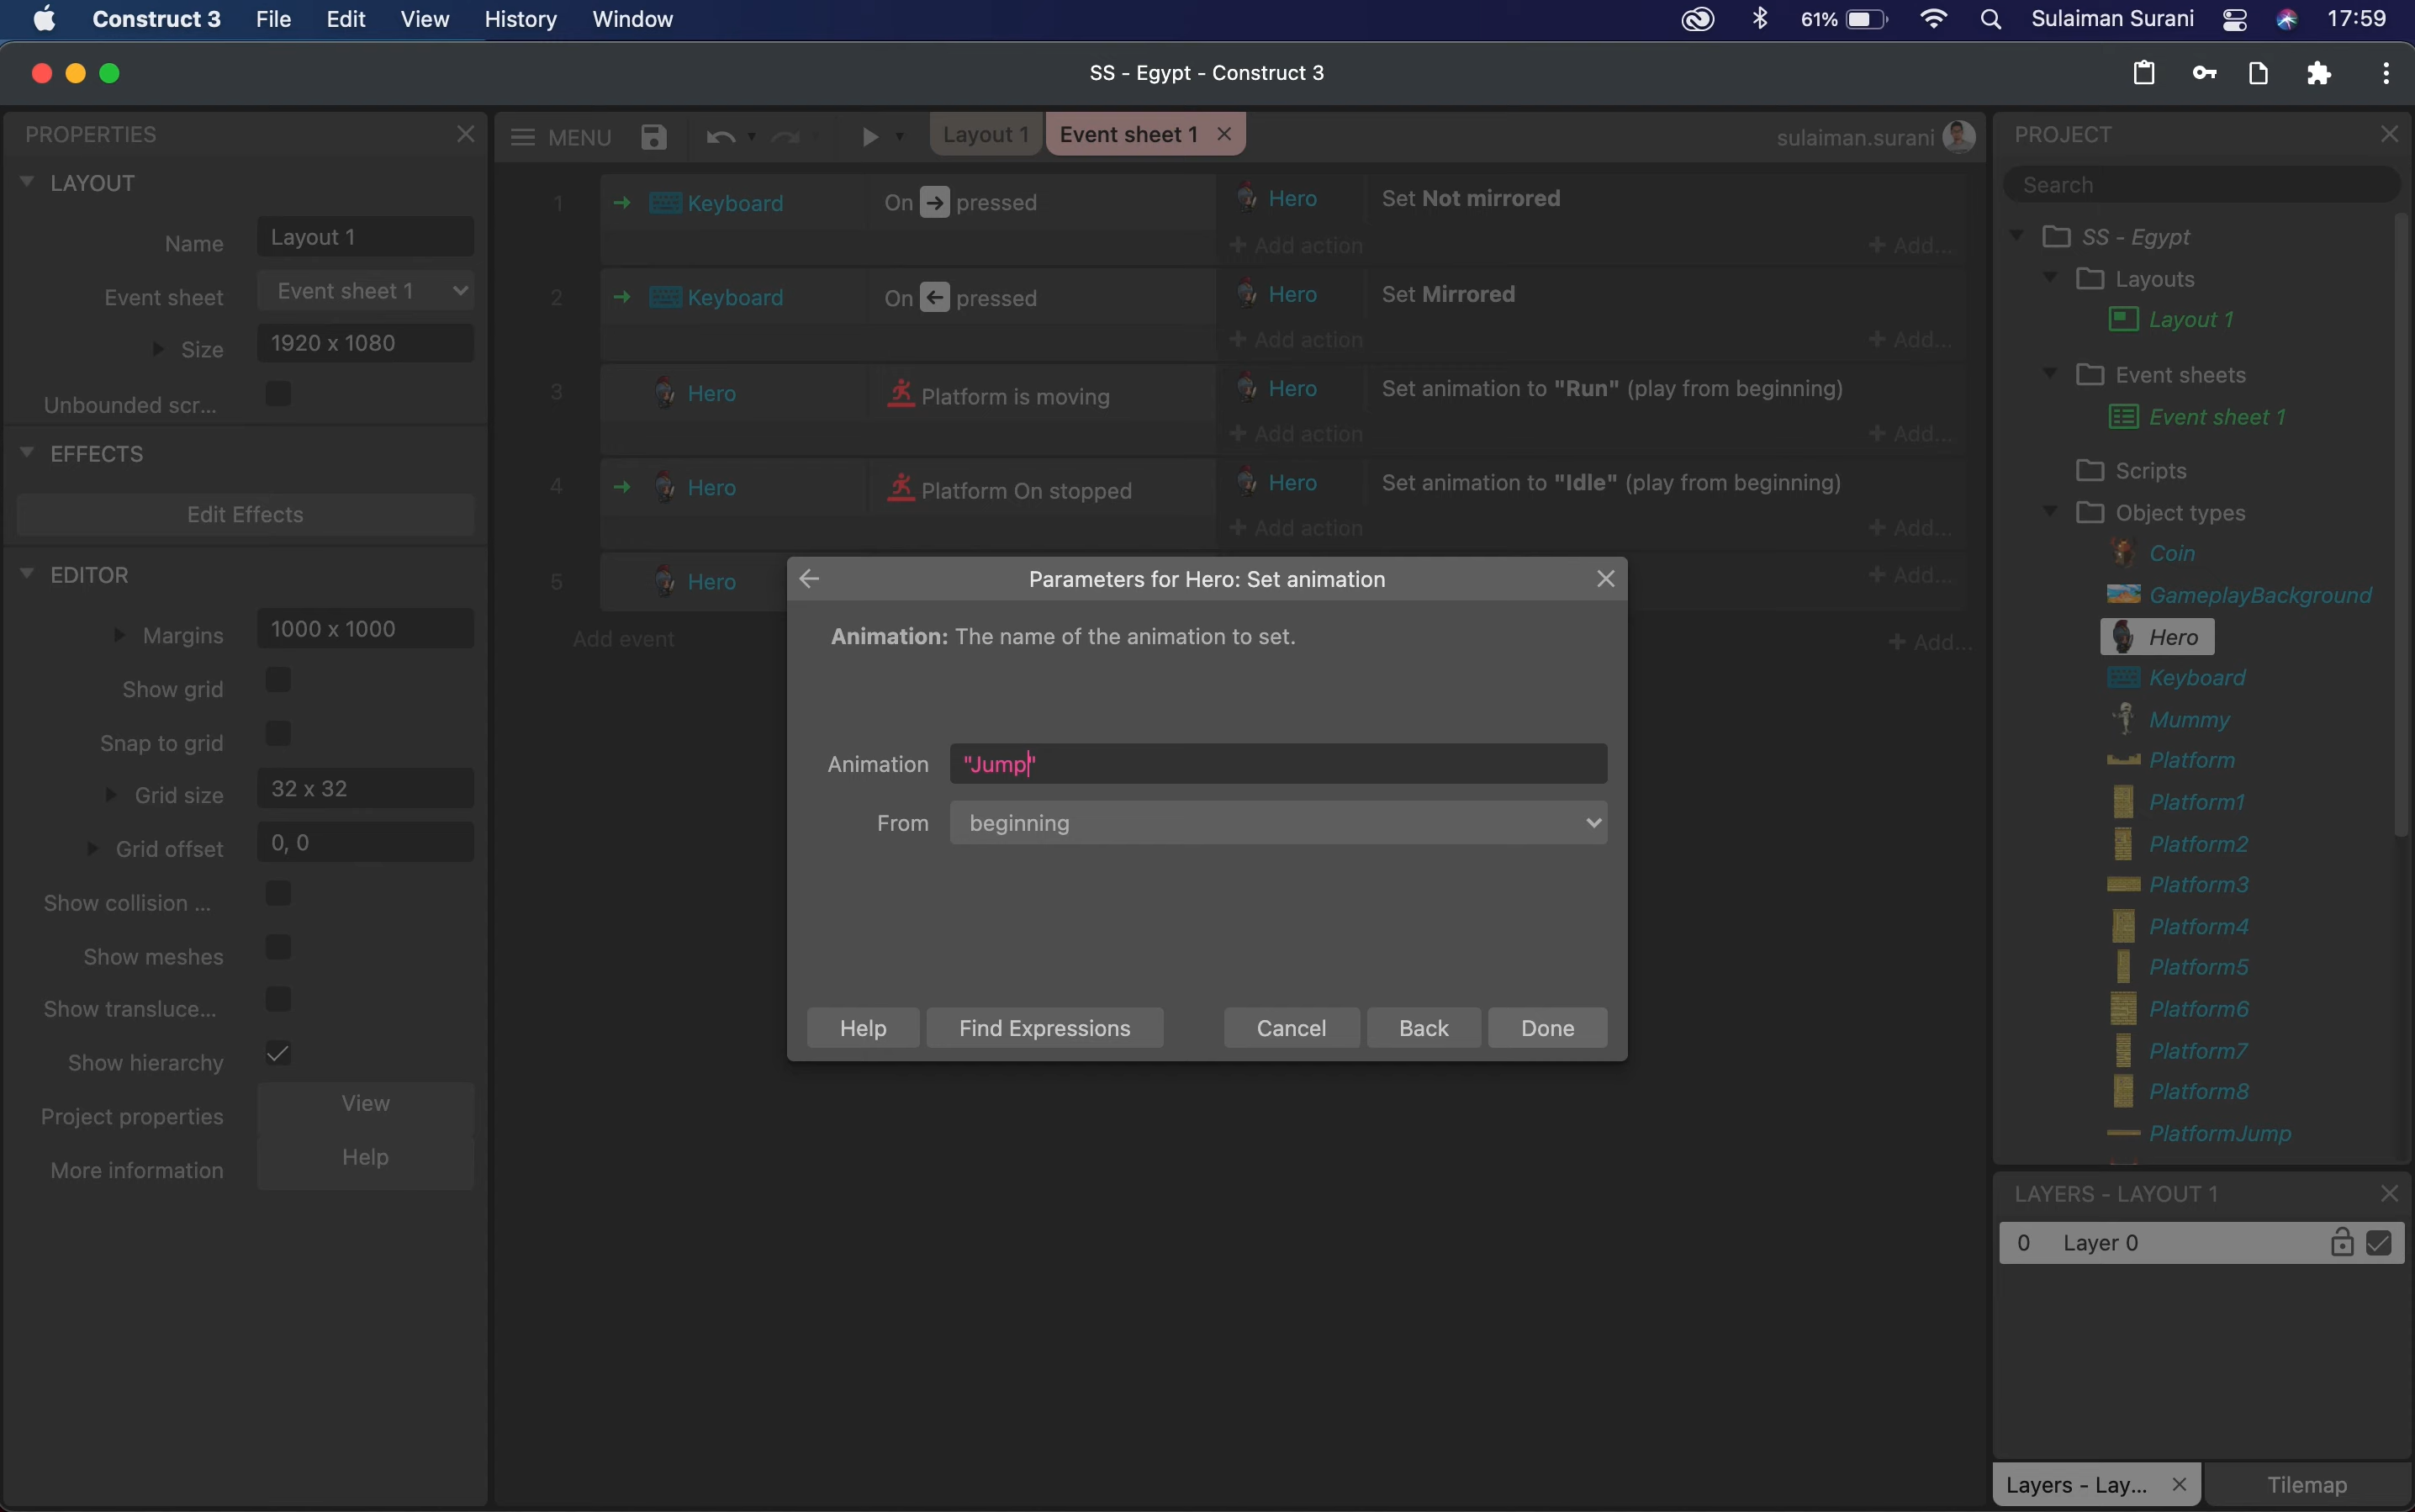 Construct 3 File Edit View History Window 61% Sulaiman Surani 17:59
SS - Egypt - Construct 3
PROPERTIES
LAYOUT
Name Layout 1
Event sheet Event sheet 1
Size 1920 x 1080
Unbounded scr...
EFFECTS
Edit Effects
EDITOR
Margins 1000 x 1000
Show grid
Snap to grid
Grid size 32 x 32
Grid offset 0, 0
Show collision ...
Show meshes
Show transluce...
Show hierarchy
Project properties View
More information Help
MENU Layout 1 Event sheet 1 sulaiman.surani
1 Keyboard On pressed Hero Set Not mirrored
Add action Add...
2 Keyboard On pressed Hero Set Mirrored
Add action Add...
3 Hero Platform is moving Hero Set animation to "Run" (play from beginning)
Add action Add...
4 Hero Platform On stopped Hero Set animation to "Idle" (play from beginning)
Add action Add...
5 Hero Add...
Add event Add...
Parameters for Hero: Set animation
Animation: The name of the animation to set.
Animation "Jump"
From beginning
Help Find Expressions Cancel Back Done
PROJECT
Search
SS - Egypt
Layouts
Layout 1
Event sheets
Event sheet 1
Scripts
Object types
Coin
GameplayBackground
Hero
Keyboard
Mummy
Platform
Platform1
Platform2
Platform3
Platform4
Platform5
Platform6
Platform7
Platform8
PlatformJump
LAYERS - LAYOUT 1
0 Layer 0
Layers - Lay... Tilemap